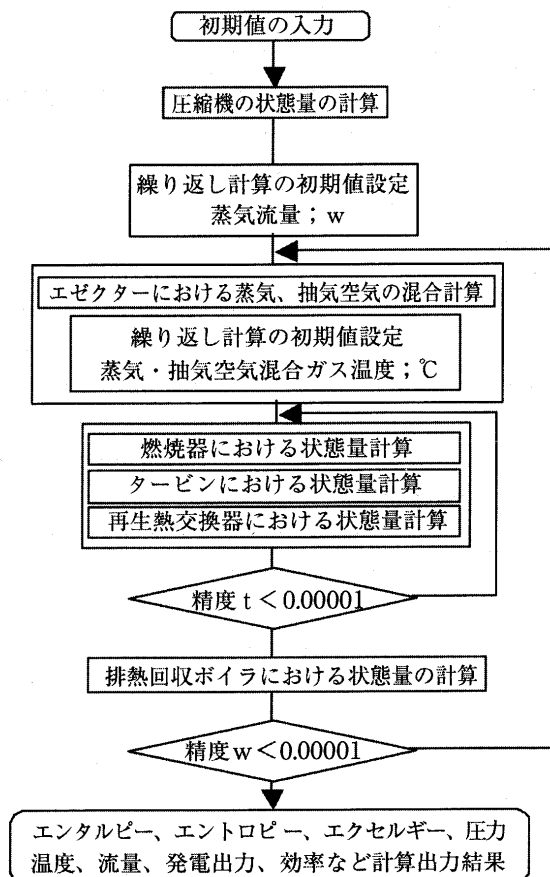 初期値の入力
圧縮機の状態量の計算
繰り返し計算の初期値設定
蒸気流量；w
エゼクターにおける蒸気、抽気空気の混合計算
繰り返し計算の初期値設定
蒸気・抽気空気混合ガス温度；℃
燃焼器における状態量計算
タービンにおける状態量計算
再生熱交換器における状態量計算
精度 t＜0.00001
排熱回収ボイラにおける状態量の計算
精度 w＜0.00001
エンタルピー、エントロピー、エクセルギー、圧力
温度、流量、発電出力、効率など計算出力結果